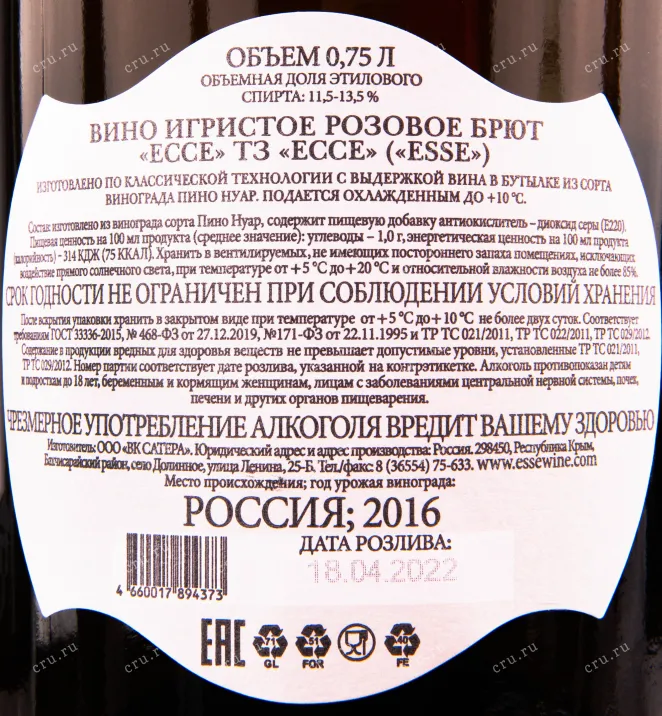 ОБЪЕМ 0,75 Л
ОБЪЕМНАЯ ДОЛЯ ЭТИЛОВОГО
СПИРТА: 11,5-13,5 %
ВИНО ИГРИСТОЕ РОЗОВОЕ БРЮТ
«ЕССЕ» ТЗ «ЕССЕ» («ESSE»)
ИЗГОТОВЛЕНО ПО КЛАССИЧЕСКОЙ ТЕХНОЛОГИИ С ВЫДЕРЖКОЙ ВИНА В БУТЫЛКЕ ИЗ СОРТА
ВИНОГРАДА ПИНО НУАР. ПОДАЕТСЯ ОХЛАЖДЕННЫМ ДО +10 °С.
Состав: изготовлено из винограда сорта Пино Нуар, содержит пищевую добавку антиокислитель – диоксид серы (Е220).
Пищевая ценность на 100 мл продукта (среднее значение): углеводы – 1,0 г, энергетическая ценность на 100 мл продукта
(калорийность) - 314 КДЖ (75 ККАЛ). Хранить в вентилируемых, не имеющих постороннего запаха помещениях, исключающих
воздействие прямого солнечного света, при температуре от +5 °С до +20 °С и относительной влажности воздуха не более 85%.
СРОК ГОДНОСТИ НЕ ОГРАНИЧЕН ПРИ СОБЛЮДЕНИИ УСЛОВИЙ ХРАНЕНИЯ
После вскрытия упаковки хранить в закрытом виде при температуре от +5 °С до +10 °С не более двух суток. Соответствует
требованиям ГОСТ 33336-2015, № 468-ФЗ от 27.12.2019, №171-ФЗ от 22.11.1995 и ТР ТС 021/2011, ТР ТС 022/2011, ТР ТС 029/2012.
Содержание в продукции вредных для здоровья веществ не превышает допустимые уровни, установленные ТР ТС 021/2011,
ТР ТС 029/2012. Номер партии соответствует дате розлива, указанной на контрэтикетке. Алкоголь противопоказан детям
и подросткам до 18 лет, беременным и кормящим женщинам, лицам с заболеваниями центральной нервной системы, почек,
печени и других органов пищеварения.
ЧРЕЗМЕРНОЕ УПОТРЕБЛЕНИЕ АЛКОГОЛЯ ВРЕДИТ ВАШЕМУ ЗДОРОВЬЮ
Изготовитель: ООО «ВК САТЕРА». Юридический адрес и адрес производства: Россия. 298450, Республика Крым,
Бахчисарайский район, село Долинное, улица Ленина, 25-Б. Тел./факс: 8 (36554) 75-633. www.essewine.com
Место происхождения; год урожая винограда:
РОССИЯ; 2016
ДАТА РОЗЛИВА:
18.04.2022
4 660017 894373
EAC
71
GL
51
FOR
40
FE
cru.ru